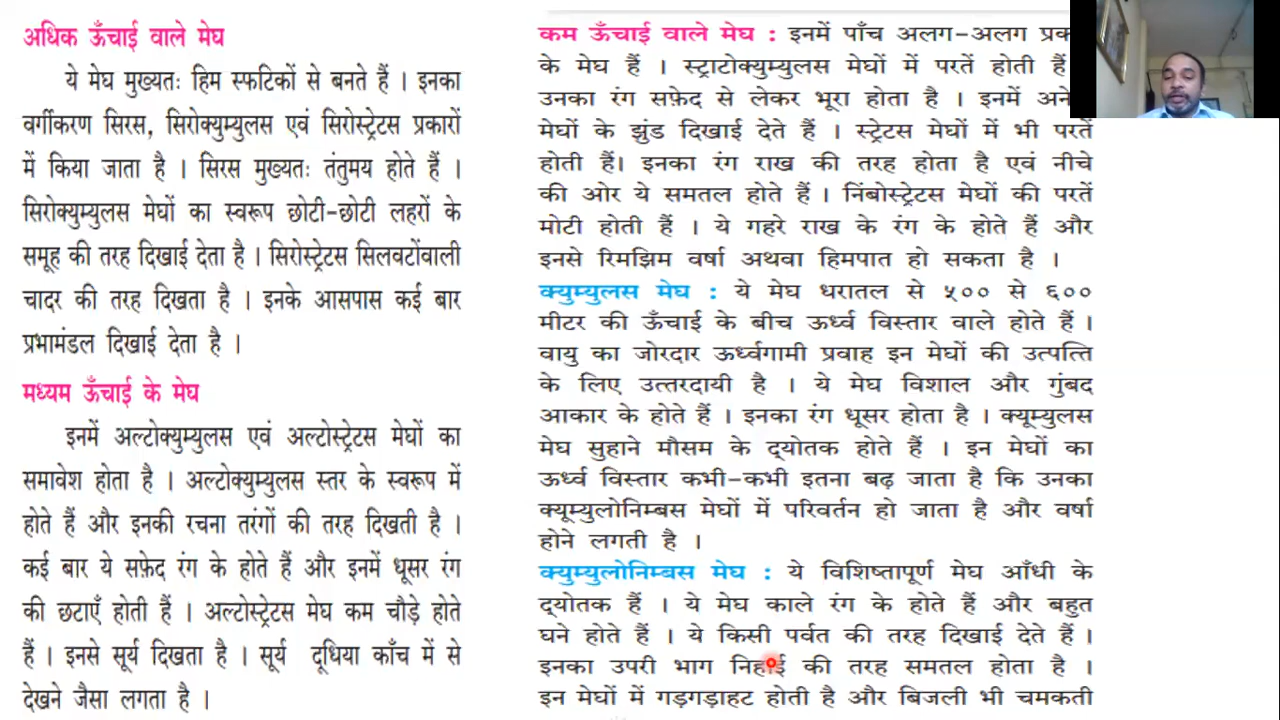 अधिक ऊँचाई वाले मेघ
ये मेघ मुख्यतः हिम स्फटिकों से बनते हैं । इनका
वर्गीकरण सिरस, सिरोक्युम्युलस एवं सिरोस्ट्रेटस प्रकारों
में किया जाता है । सिरस मुख्यतः तंतुमय होते हैं ।
सिरोक्युम्युलस मेघों का स्वरूप छोटी-छोटी लहरों के
समूह की तरह दिखाई देता है । सिरोस्ट्रेटस सिलवटोंवाली
चादर की तरह दिखता है । इनके आसपास कई बार
प्रभामंडल दिखाई देता है ।
मध्यम ऊँचाई के मेघ
इनमें अल्टोक्युम्युलस एवं अल्टोस्ट्रेटस मेघों का
समावेश होता है । अल्टोक्युम्युलस स्तर के स्वरूप में
होते हैं और इनकी रचना तरंगों की तरह दिखती है ।
कई बार ये सफ़ेद रंग के होते हैं और इनमें धूसर रंग
की छटाएँ होती हैं । अल्टोस्ट्रेटस मेघ कम चौड़े होते
हैं । इनसे सूर्य दिखता है । सूर्य दूधिया काँच में से
देखने जैसा लगता है ।
कम ऊँचाई वाले मेघ : इनमें पाँच अलग-अलग
के मेघ हैं । स्ट्राटोक्युम्युलस मेघों में परतें होती हैं
उनका रंग सफ़ेद से लेकर भूरा होता है । इनमें
मेघों के झुंड दिखाई देते हैं । स्ट्रेटस मेघों में भी परतें
होती हैं। इनका रंग राख की तरह होता है एवं नीचे
की ओर ये समतल होते हैं । निंबोस्ट्रेटस मेघों की परतें
मोटी होती हैं । ये गहरे राख के रंग के होते हैं और
इनसे रिमझिम वर्षा अथवा हिमपात हो सकता है ।
क्युम्युलस मेघ : ये मेघ धरातल से ५०० से ६००
मीटर की ऊँचाई के बीच ऊर्ध्व विस्तार वाले होते हैं ।
वायु का जोरदार ऊर्ध्वगामी प्रवाह इन मेघों की उत्पत्ति
के लिए उत्तरदायी है । ये मेघ विशाल और गुंबद
आकार के होते हैं । इनका रंग धूसर होता है । क्यूम्युलस
मेघ सुहाने मौसम के द्योतक होते हैं । इन मेघों का
ऊर्ध्व विस्तार कभी-कभी इतना बढ़ जाता है कि उनका
क्यूम्युलोनिम्बस मेघों में परिवर्तन हो जाता है और वर्षा
होने लगती है ।
क्युम्युलोनिम्बस मेघ : ये विशिष्तापूर्ण मेघ आँधी के
द्योतक हैं । ये मेघ काले रंग के होते हैं और बहुत
घने होते हैं । ये किसी पर्वत की तरह दिखाई देते हैं ।
इनका उपरी भाग निहाई की तरह समतल होता है ।
इन मेघों में गड़गड़ाहट होती है और बिजली भी चमकती